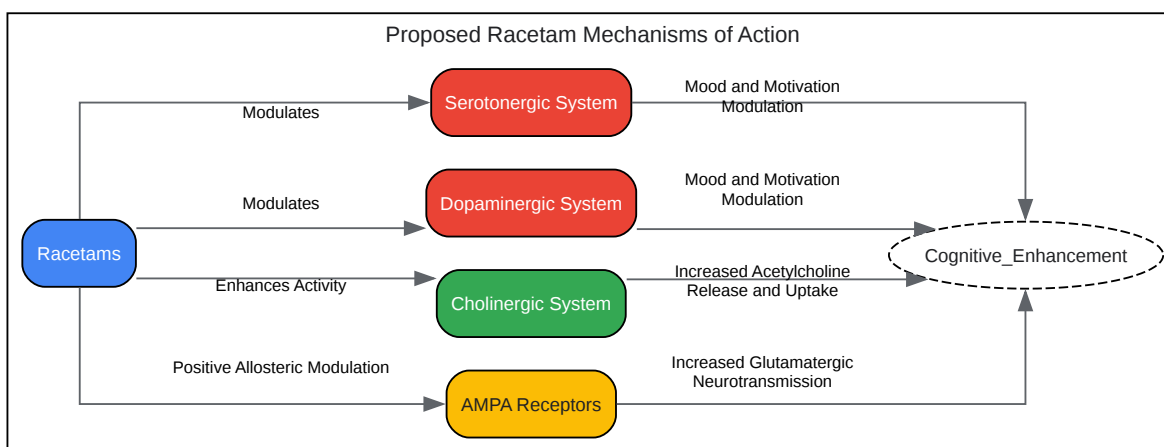 Proposed Racetam Mechanisms of Action
Serotonergic System
Mood and Motivation
Modulation
Modulates
Dopaminergic System
Mood and Motivation
Modulation
Modulates
Racetams
Cognitive_Enhancement
Enhances Activity
Cholinergic System
Increased Acetylcholine
Release and Uptake
Positive Allosteric Modulation
AMPA Receptors
Increased Glutamatergic
Neurotransmission